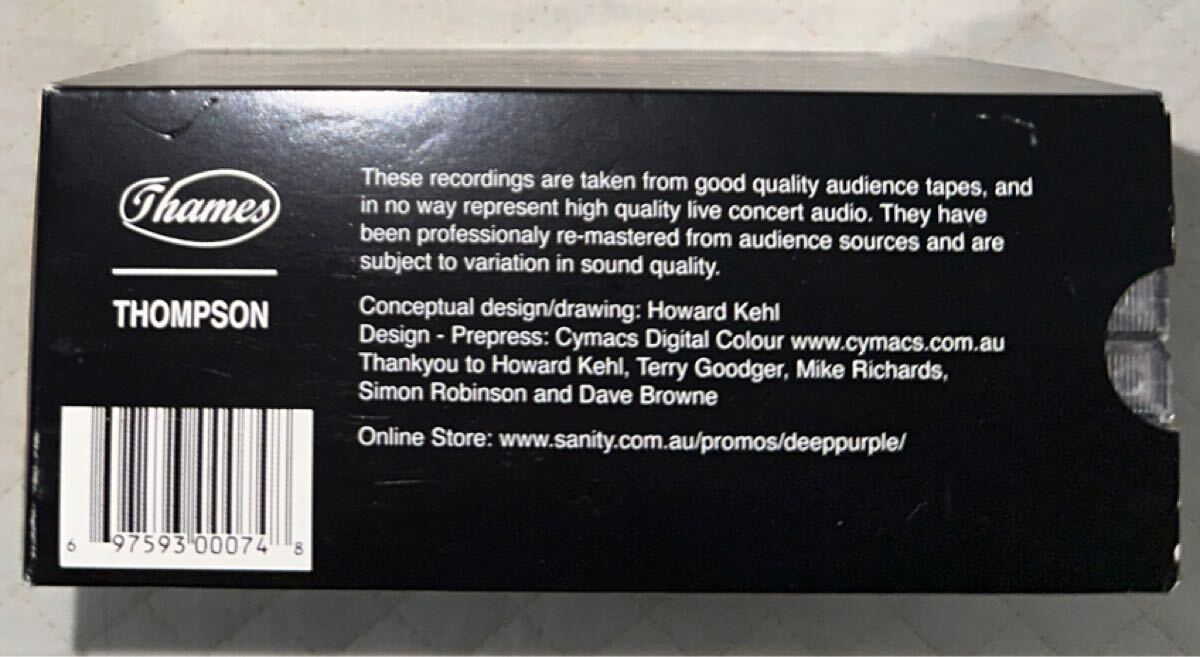 Thames
THOMPSON
These recordings are taken from good quality audience tapes, and
in no way represent high quality live concert audio. They have
been professionaly re-mastered from audience sources and are
subject to variation in sound quality.
Conceptual design/drawing: Howard Kehl
Design - Prepress: Cymacs Digital Colour www.cymacs.com.au
Thankyou to Howard Kehl, Terry Goodger, Mike Richards,
Simon Robinson and Dave Browne
Online Store: www.sanity.com.au/promos/deeppurple/
6 97593 00074 8